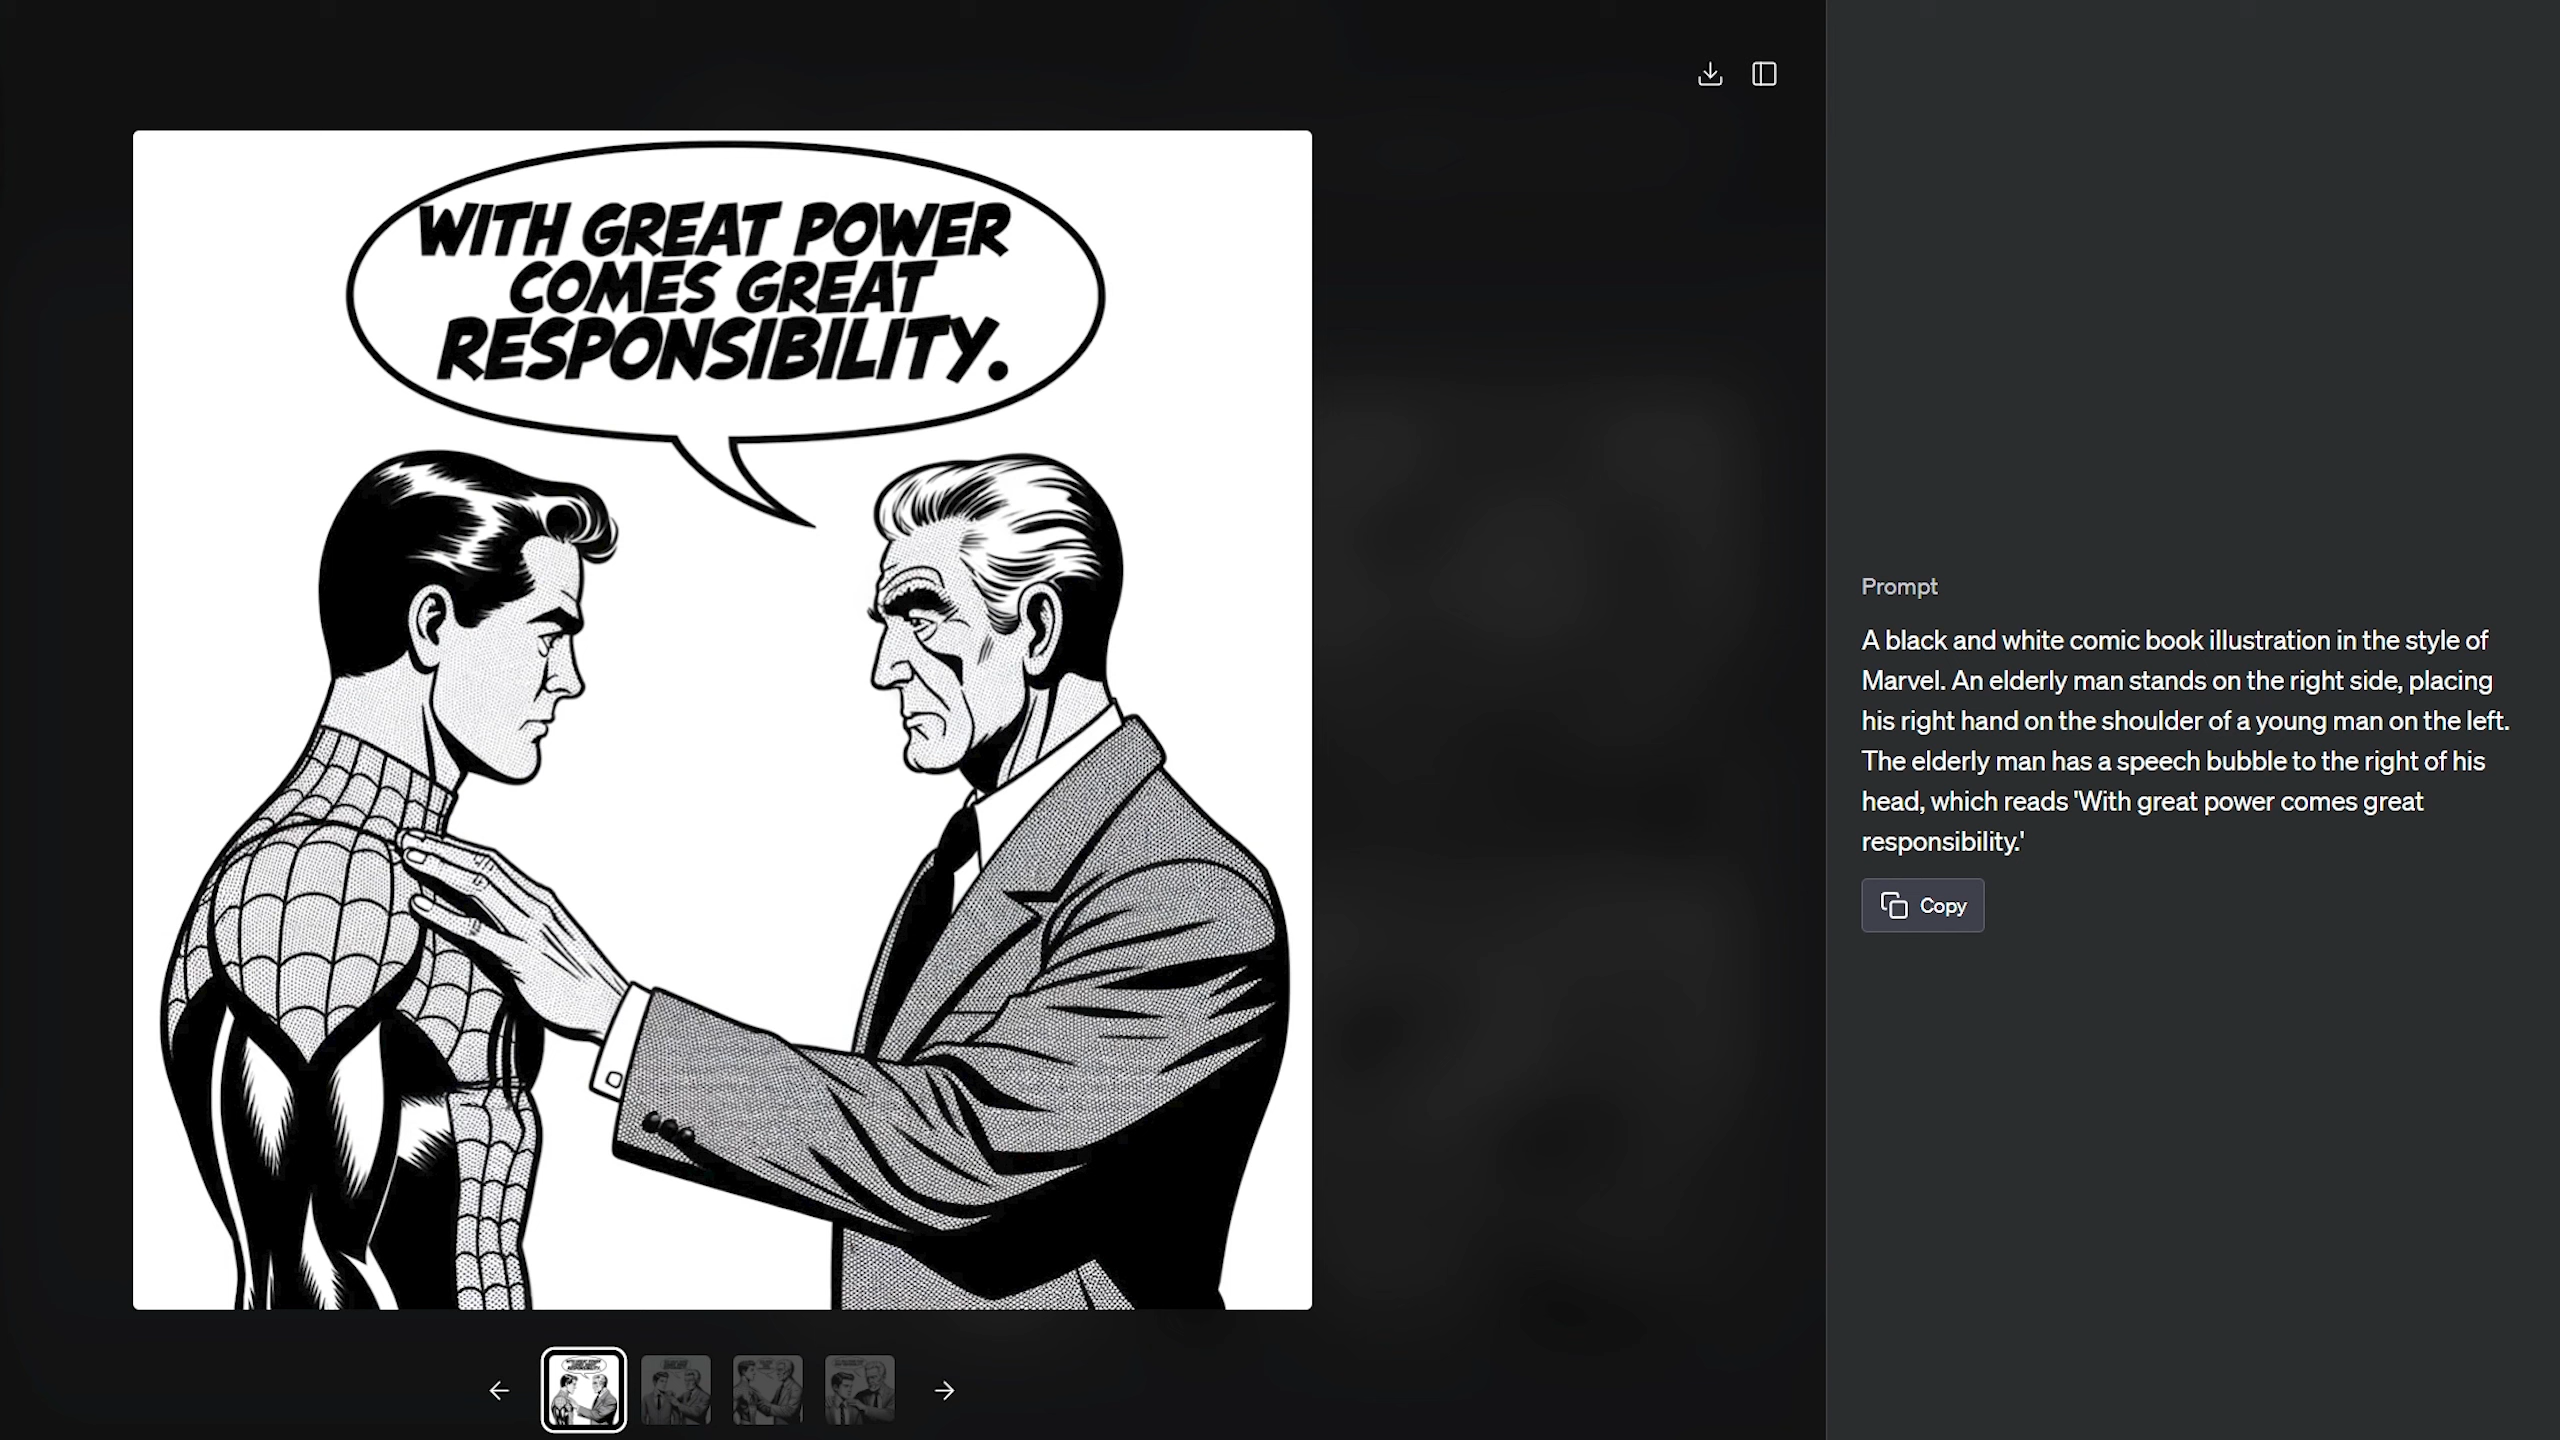 WITH GREAT POWER
COMES GREAT
RESPONSIBILITY.
Prompt
A black and white comic book illustration in the style of
Marvel. An elderly man stands on the right side, placing
his right hand on the shoulder of a young man on the left.
The elderly man has a speech bubble to the right of his
head, which reads 'With great power comes great
responsibility.'
Copy